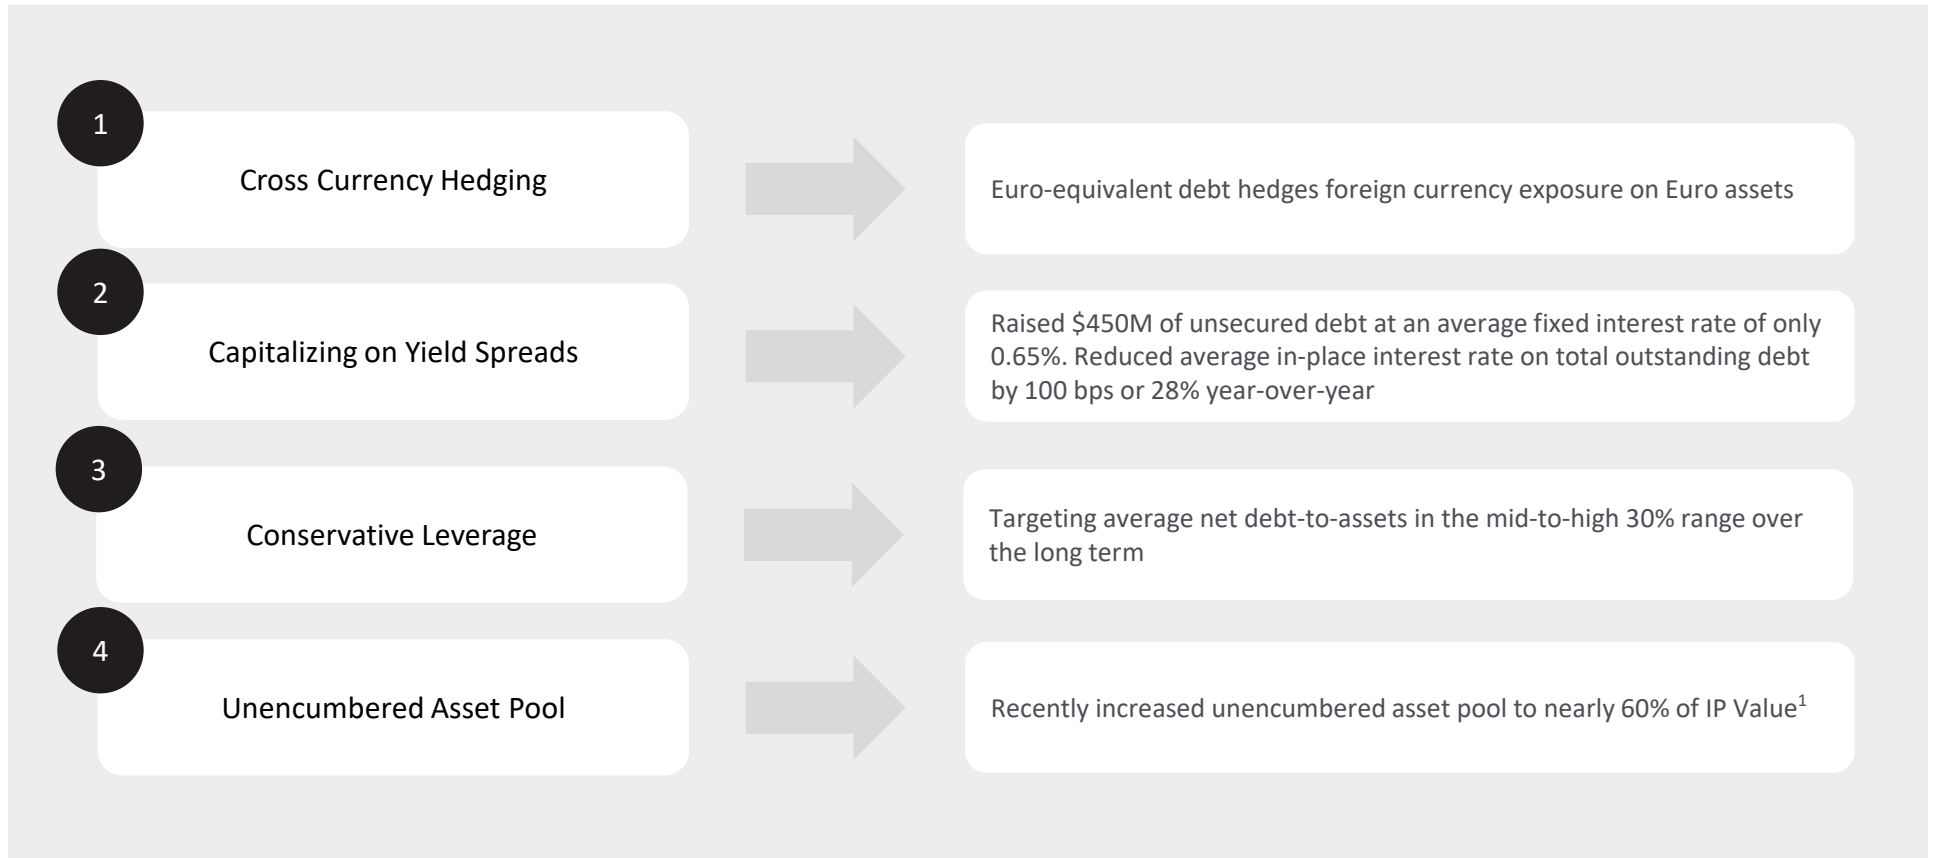 1
Cross Currency Hedging
Euro-equivalent debt hedges foreign currency exposure on Euro assets
2
Capitalizing on Yield Spreads
Raised $450M of unsecured debt at an average fixed interest rate of only
0.65%. Reduced average in-place interest rate on total outstanding debt
by 100 bps or 28% year-over-year
3
Conservative Leverage
Targeting average net debt-to-assets in the mid-to-high 30% range over
the long term
4
Unencumbered Asset Pool
Recently increased unencumbered asset pool to nearly 60% of IP Value¹